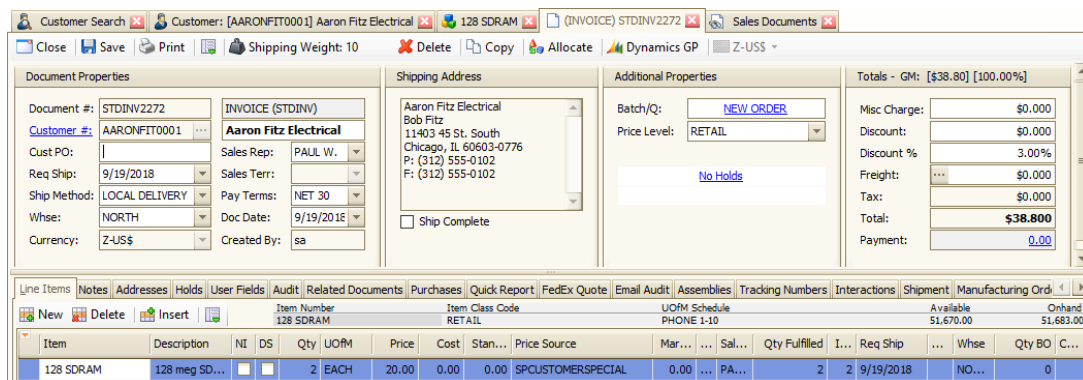 Customer Search Customer: [AARONFIT0001] Aaron Fitz Electrical 128 SDRAM (INVOICE) STDINV2272 Sales Documents
Close Save Print Shipping Weight: 10 Delete Copy Allocate Dynamics GP Z-US$
Document Properties
Document #: STDINV2272 INVOICE (STDINV)
Customer #: AARONFIT0001 ... Aaron Fitz Electrical
Cust PO: Sales Rep: PAUL W.
Req Ship: 9/19/2018 Sales Terr:
Ship Method: LOCAL DELIVERY Pay Terms: NET 30
Whse: NORTH Doc Date: 9/19/2018
Currency: Z-US$ Created By: sa
Shipping Address
Aaron Fitz Electrical
Bob Fitz
11403 45 St. South
Chicago, IL 60603-0776
P: (312) 555-0102
F: (312) 555-0102
Ship Complete
Additional Properties
Batch/Q: NEW ORDER
Price Level: RETAIL
No Holds
Totals - GM: [$38.80] [100.00%]
Misc Charge: $0.000
Discount: $0.000
Discount % 3.00%
Freight: ... $0.000
Tax: $0.000
Total: $38.800
Payment: 0.00
Line Items Notes Addresses Holds User Fields Audit Related Documents Purchases Quick Report FedEx Quote Email Audit Assemblies Tracking Numbers Interactions Shipment Manufacturing Ord
New Delete Insert
Item Number Item Class Code UOfM Schedule Available Onhand
128 SDRAM RETAIL PHONE 1-10 51,670.00 51,683.00
Item Description NI DS Qty UOfM Price Cost Stan... Price Source Mar... ... Sal... Qty Fulfilled I... Req Ship ... Whse Qty BO C...
128 SDRAM 128 meg SD... 2 EACH 20.00 0.00 0.00 SPCUSTOMERSPECIAL 0.00 ... PA... 2 2 9/19/2018 NO... 0